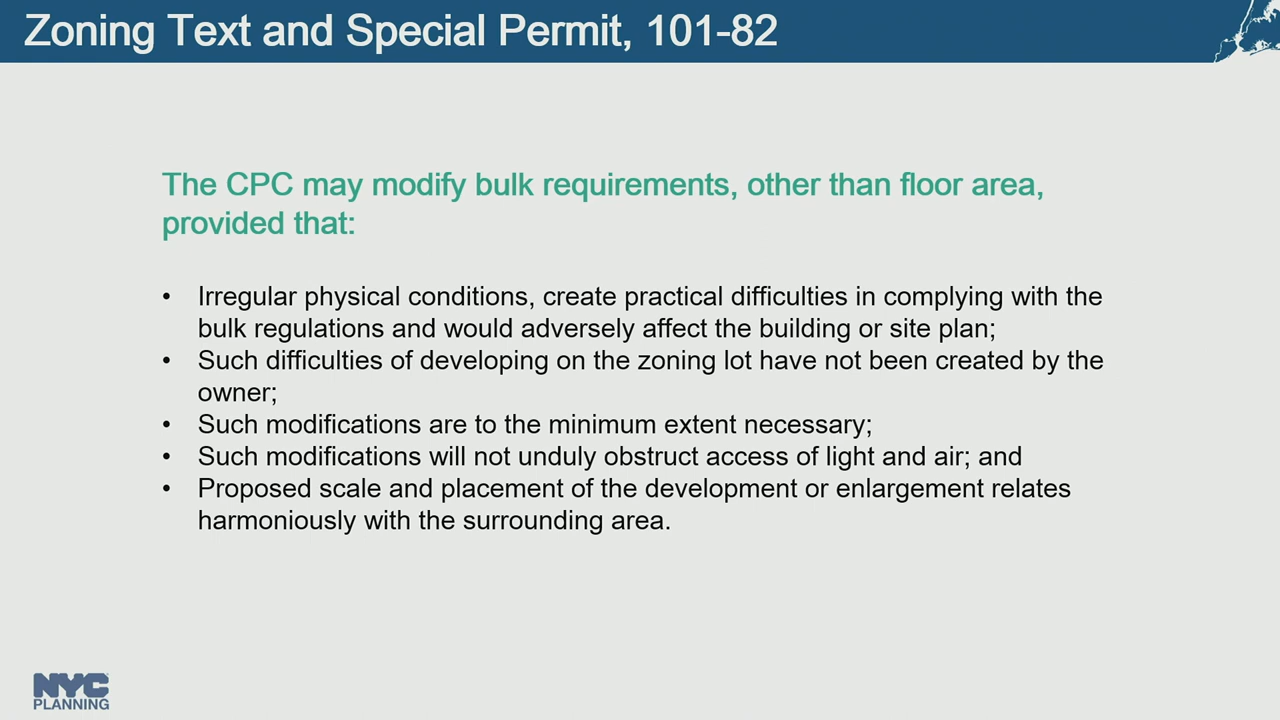 Zoning Text and Special Permit, 101-82
The CPC may modify bulk requirements, other than floor area,
provided that:
• Irregular physical conditions, create practical difficulties in complying with the
bulk regulations and would adversely affect the building or site plan;
• Such difficulties of developing on the zoning lot have not been created by the
owner;
• Such modifications are to the minimum extent necessary;
• Such modifications will not unduly obstruct access of light and air; and
• Proposed scale and placement of the development or enlargement relates
harmoniously with the surrounding area.
NYC
PLANNING